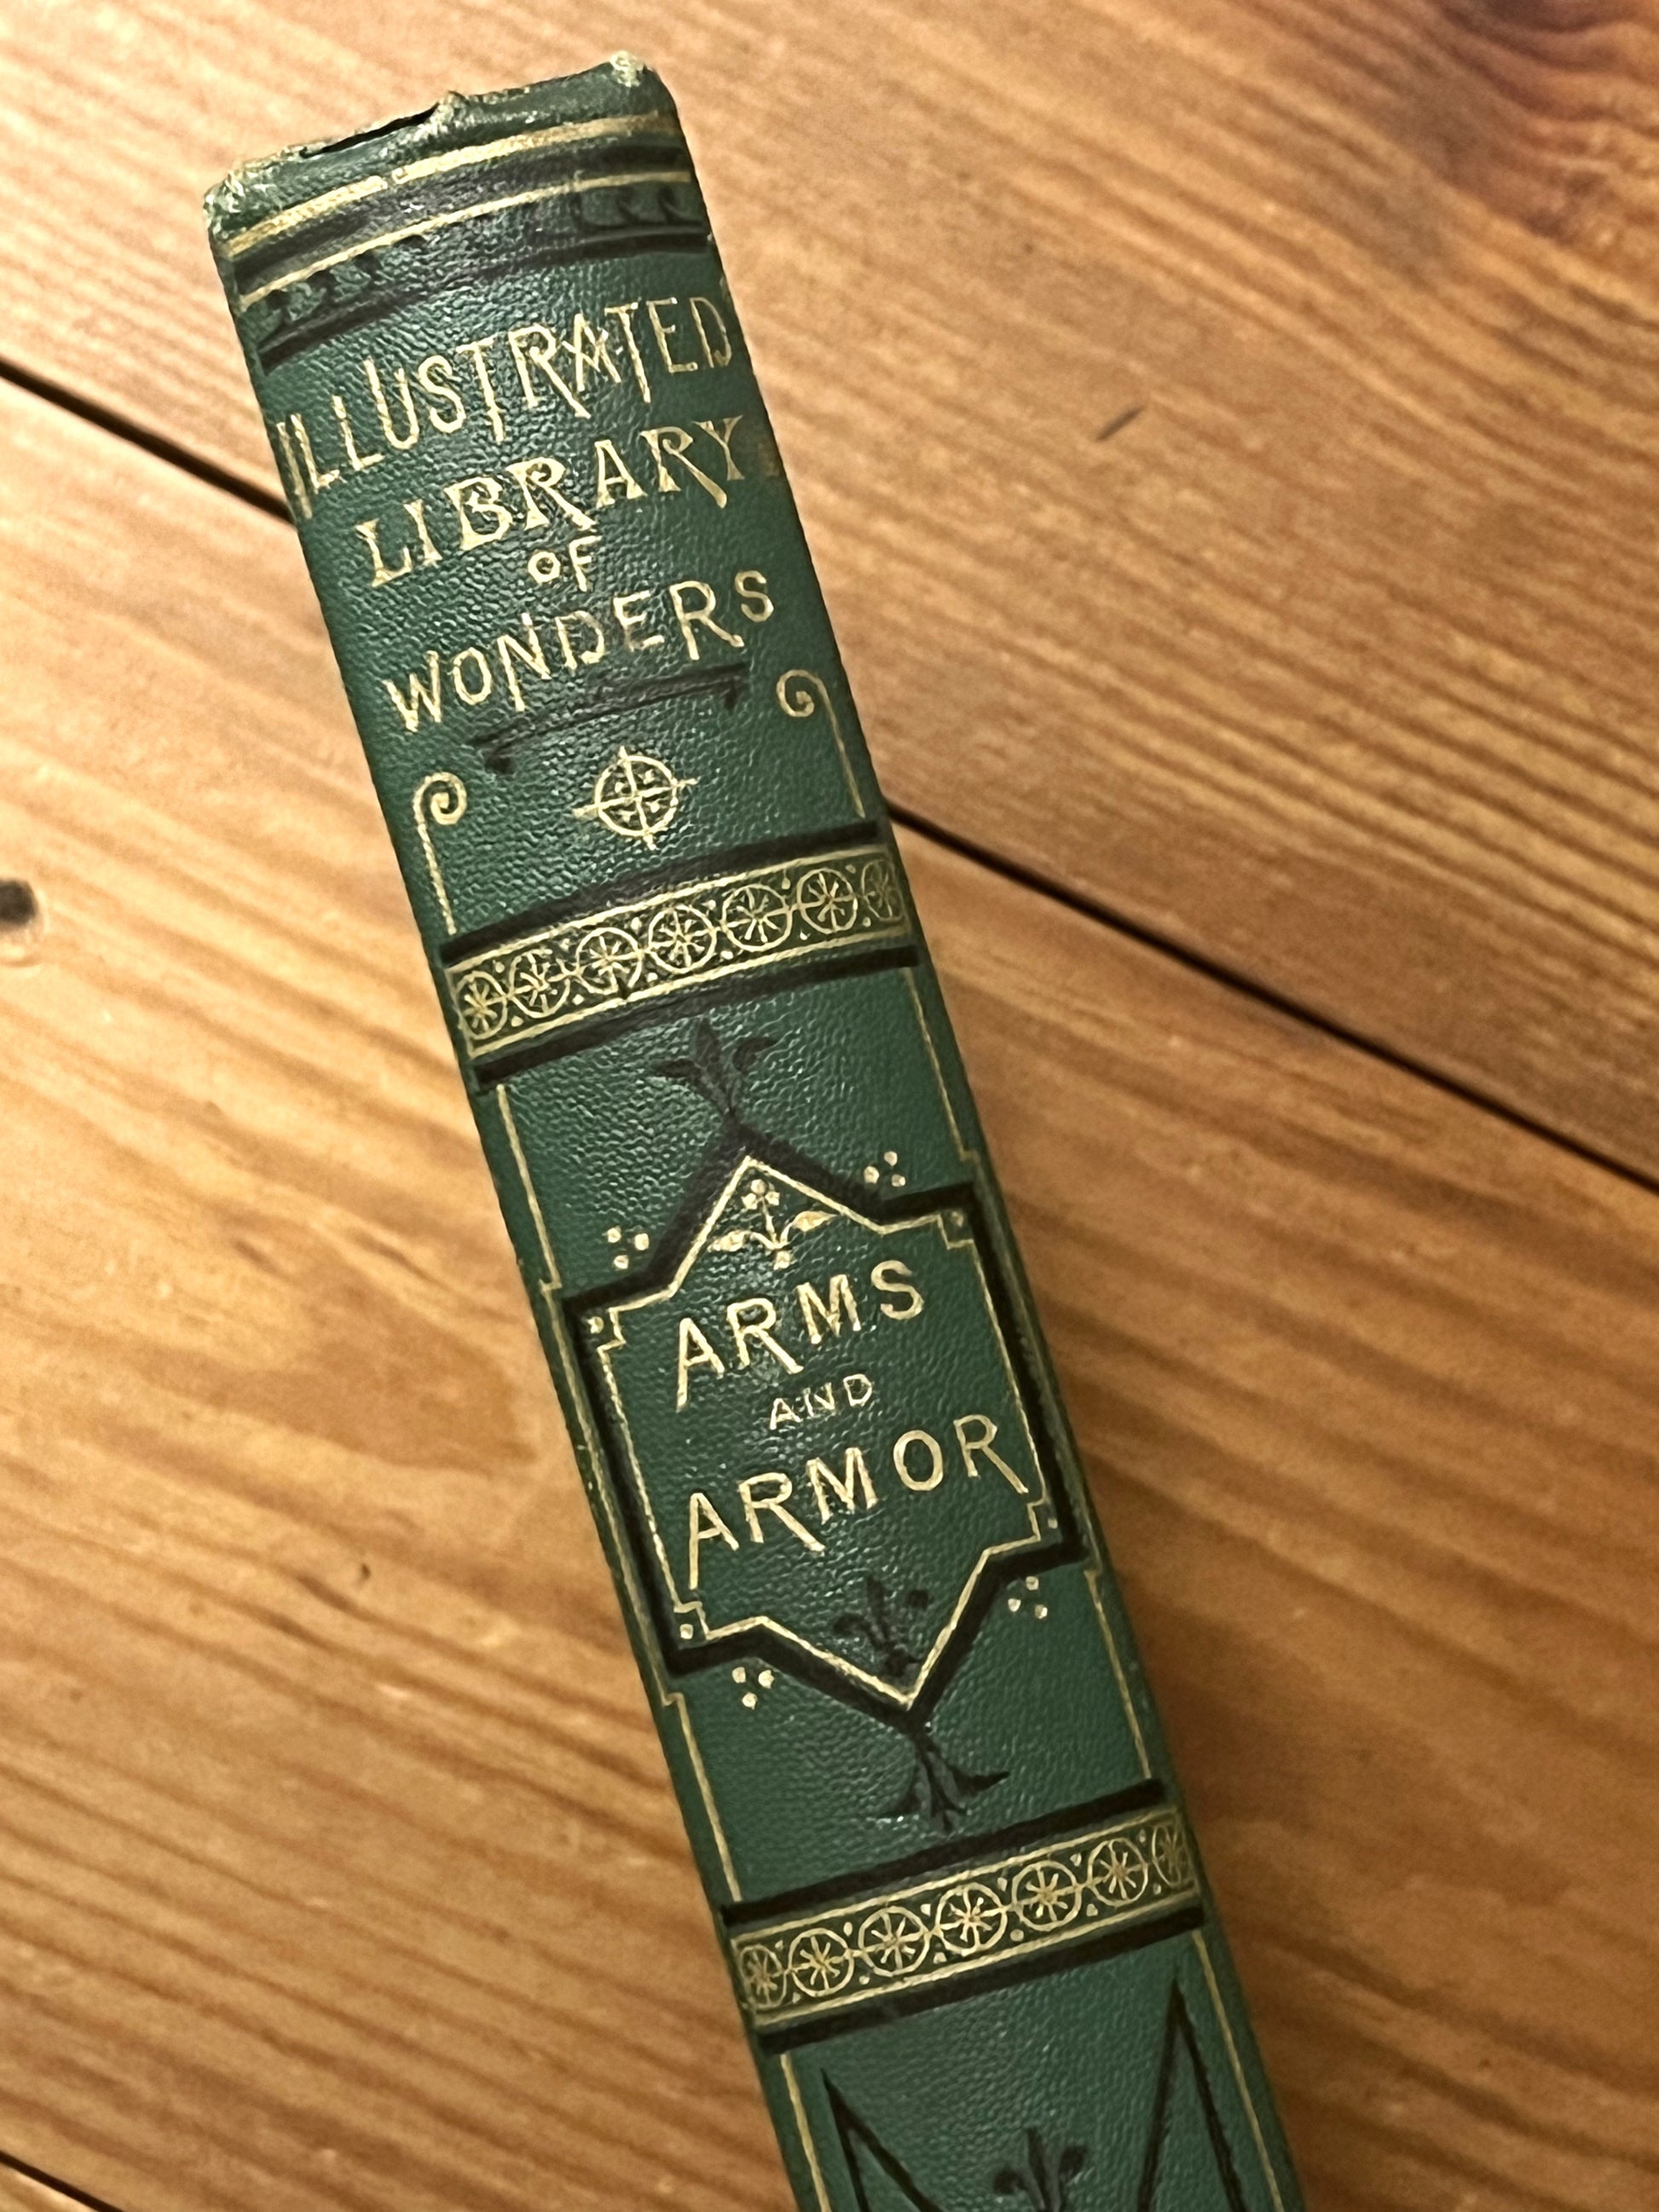 ILLUSTRATED
LIBRARY
OF
WONDERS
ARMS
AND
ARMOR